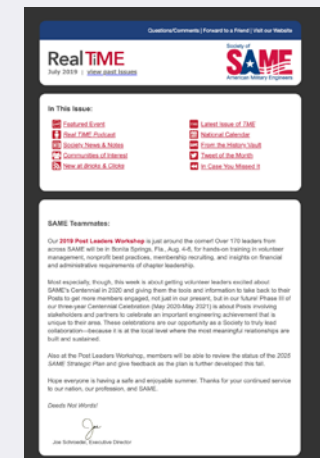 Questions/Comments | Forward to a Friend | Visit our Website
Real TiME
July 2019 | view past issues
Society of
SAME
American Military Engineers
In This Issue:
Featured Event
Real TiME Podcast
Society News & Notes
Communities of Interest
New at Bricks & Clicks
Latest Issue of TME
National Calendar
From the History Vault
Tweet of the Month
In Case You Missed It
SAME Teammates:
Our 2019 Post Leaders Workshop is just around the corner! Over 170 leaders from
across SAME will be in Bonita Springs, Fla., Aug. 4-6, for hands-on training in volunteer
management, nonprofit best practices, membership recruiting, and insights on financial
and administrative requirements of chapter leadership.
Most especially, though, this week is about getting volunteer leaders excited about
SAME's Centennial in 2020 and giving them the tools and information to take back to their
Posts to get more members engaged, not just in our present, but in our future! Phase III of
our three-year Centennial Celebration (May 2020-May 2021) is about Posts involving
stakeholders and partners to celebrate an important engineering achievement that is
unique to their area. These celebrations are our opportunity as a Society to truly lead
collaboration—because it is at the local level where the most meaningful relationships are
built and sustained.
Also at the Post Leaders Workshop, members will be able to review the status of the 2025
SAME Strategic Plan and give feedback as the plan is further developed this fall.
Hope everyone is having a safe and enjoyable summer. Thanks for your continued service
to our nation, our profession, and SAME.
Deeds Not Words!
Joe
Joe Schroedel, Executive Director